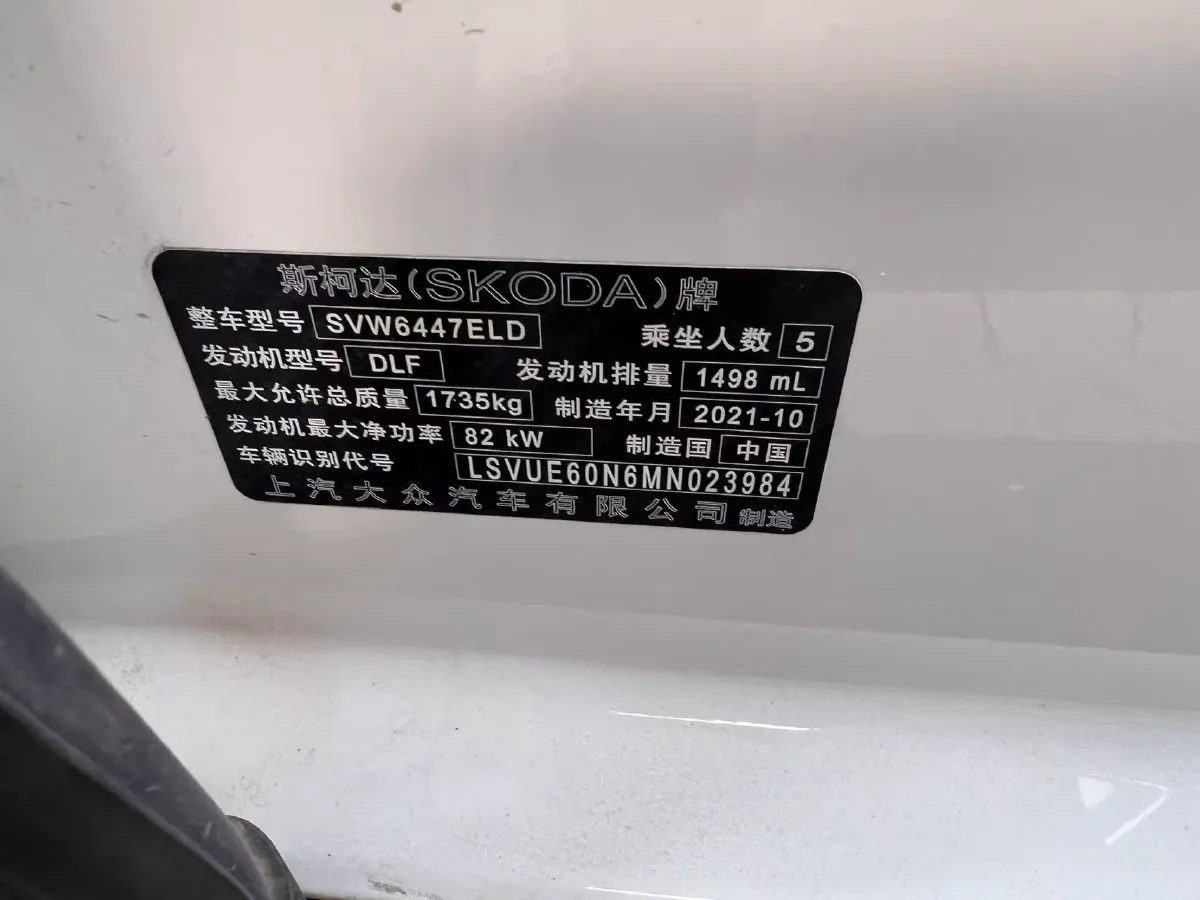 斯柯达(SKODA)牌
整车型号 SVW6447ELD 乘坐人数 5
发动机型号 DLF 发动机排量 1498 mL
最大允许总质量 1735kg 制造年月 2021-10
发动机最大净功率 82 kW 制造国 中国
车辆识别代号 LSVUE60N6MN023984
上汽大众汽车有限公司 制造